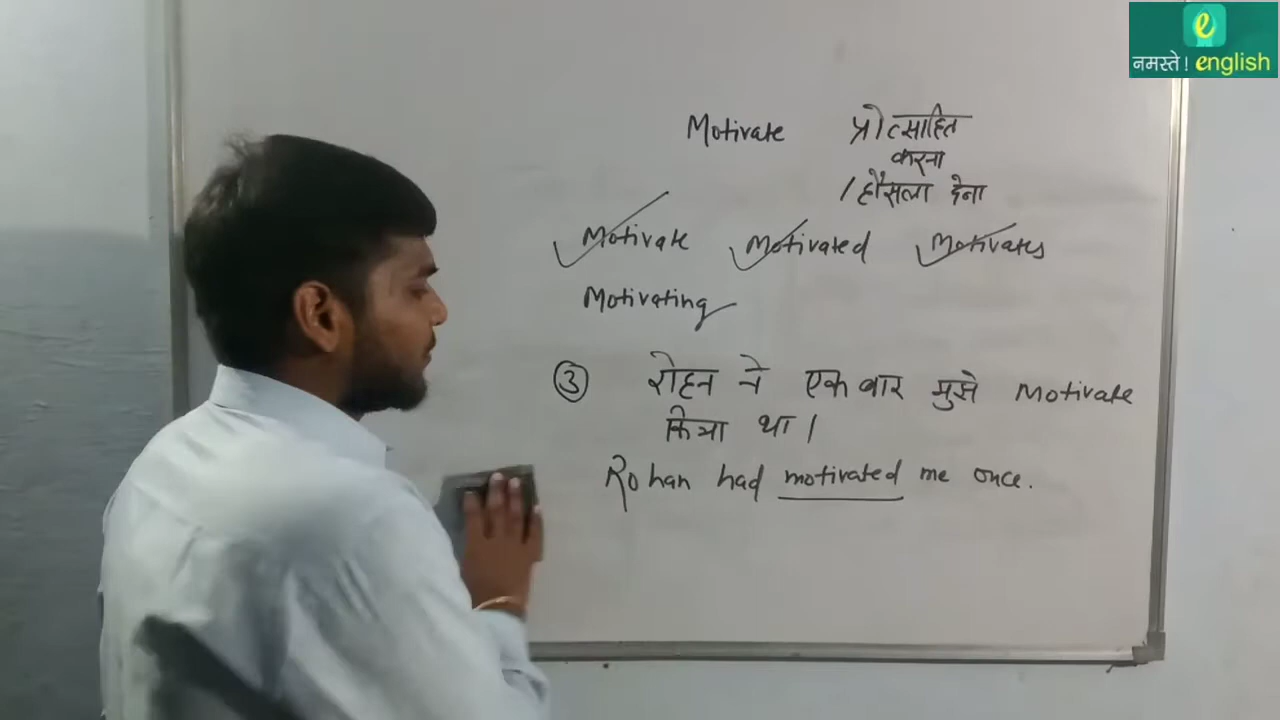 e
नमस्ते ! english
Motivate प्रोत्साहित
करना
/ हौसला देना
Motivate Motivated Motivates
Motivating
③ रोहन ने एक बार मुझे Motivate
किया था।
Rohan had motivated me once.